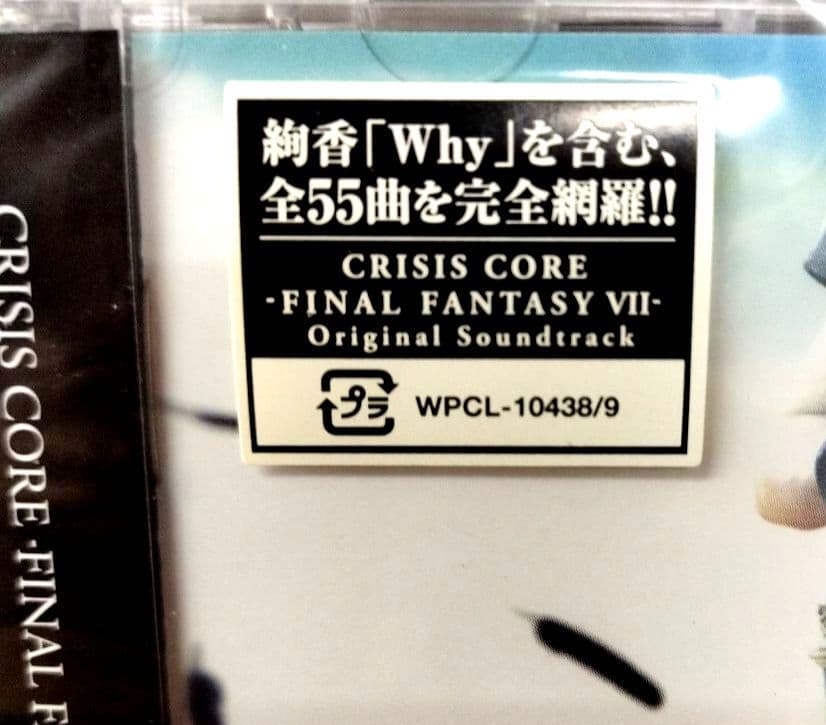 絢香「Why」を含む、
全55曲を完全網羅!!
CRISIS CORE
-FINAL FANTASY VII-
Original Soundtrack
プラ WPCL-10438/9
CRISIS CORE -FINAL F